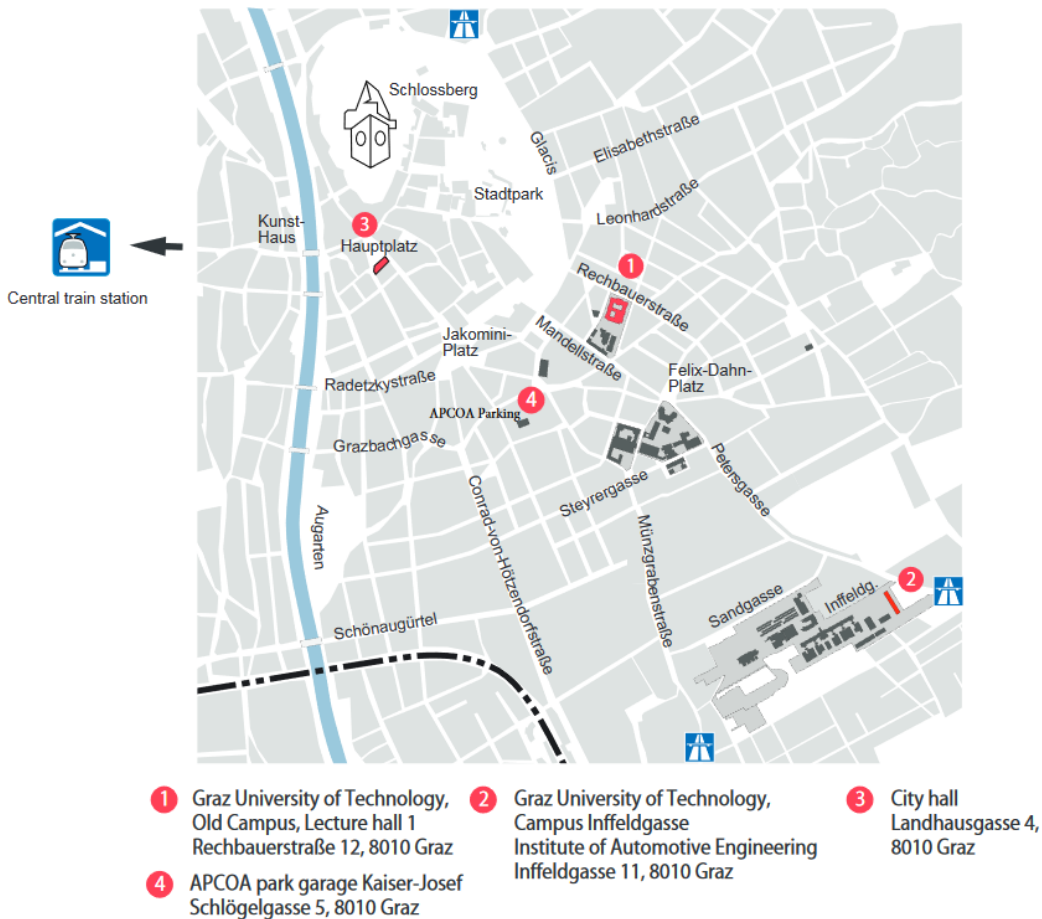 Schlossberg
Glacis
Elisabethstraße
Stadtpark
Leonhardstraße
Kunst-
Haus
3
Hauptplatz
1
Rechbauerstraße
Central train station
Jakomini-
Platz
Mandellstraße
Radetzkystraße
Felix-Dahn-
Platz
4
APCOA Parking
Grazbachgasse
Petersgasse
Steyrergasse
Conrad-von-Hötzendorfstraße
Augarten
Münzgrabenstraße
2
Inffeldg.
Sandgasse
Schönaugürtel
1 Graz University of Technology,
Old Campus, Lecture hall 1
Rechbauerstraße 12, 8010 Graz
2 Graz University of Technology,
Campus Inffeldgasse
Institute of Automotive Engineering
Inffeldgasse 11, 8010 Graz
3 City hall
Landhausgasse 4,
8010 Graz
4 APCOA park garage Kaiser-Josef
Schlögelgasse 5, 8010 Graz